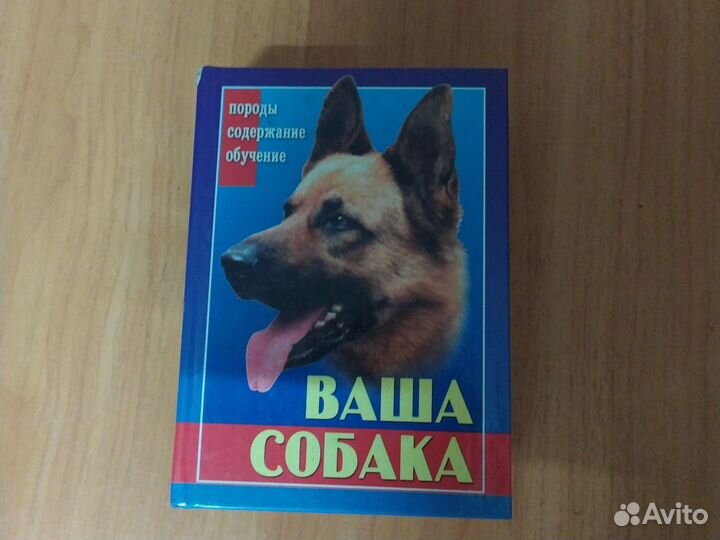 породы
содержание
обучение
ВАША
СОБАКА
Avito